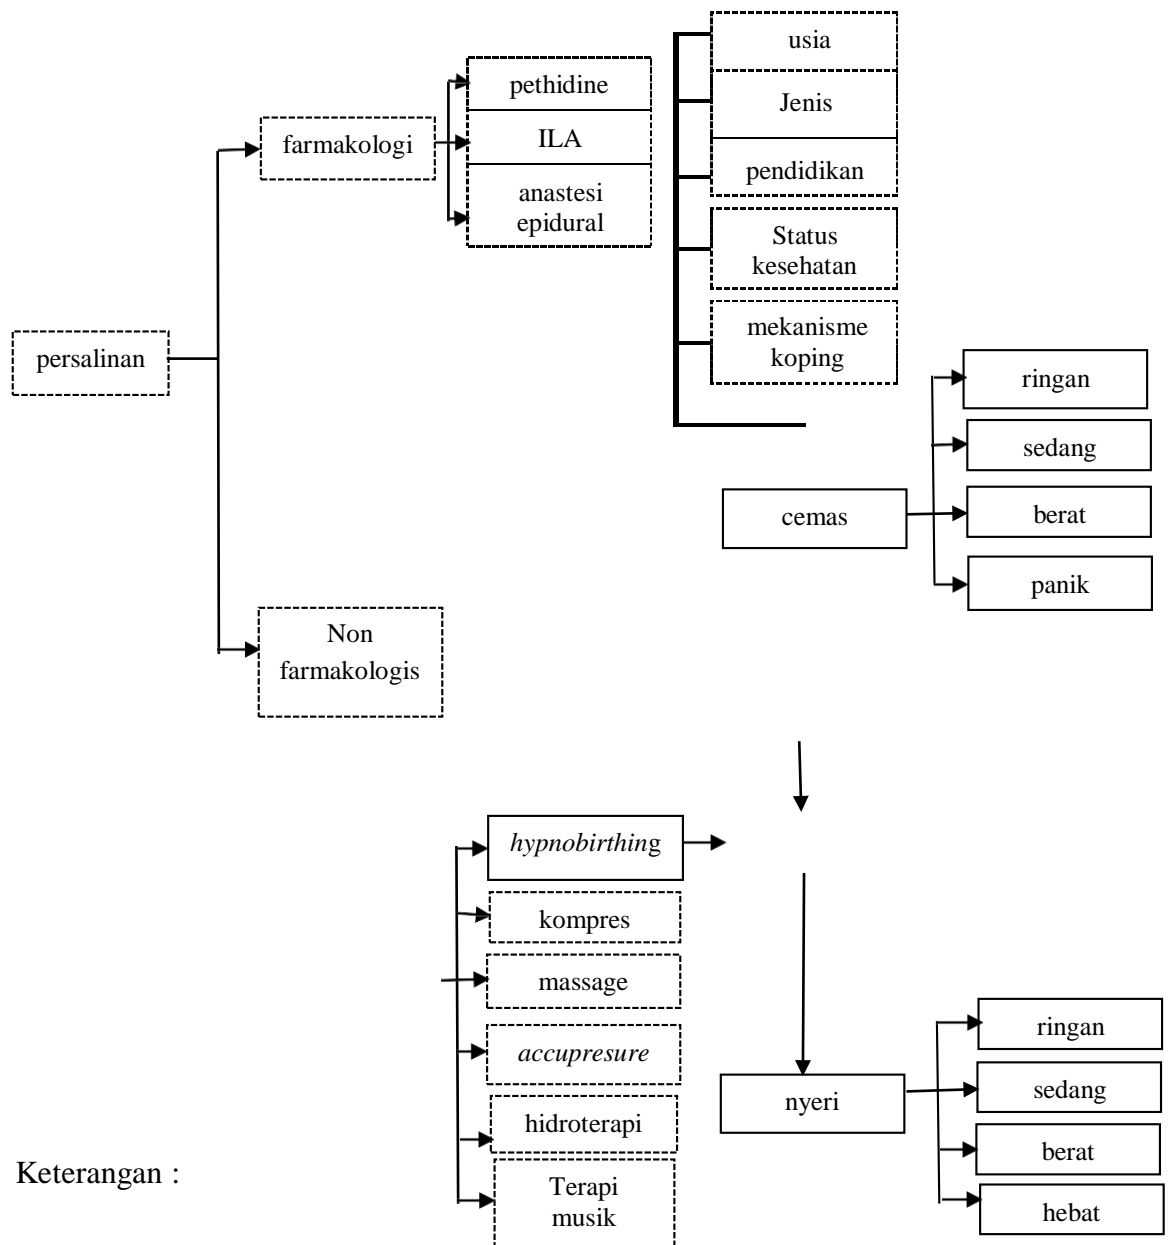 usia
pethidine
Jenis
farmakologi
ILA
pendidikan
anastesi
epidural
Status
kesehatan
mekanisme
koping
persalinan
ringan
sedang
cemas
berat
panik
Non
farmakologis
hypnobirthing
kompres
massage
accupresure
hidroterapi
Terapi
musik
ringan
sedang
nyeri
berat
hebat
Keterangan :